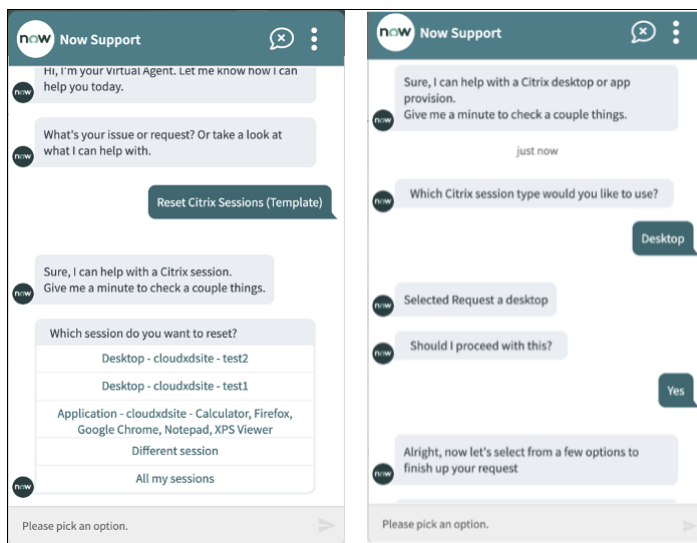 now Now Support
Hi, I'm your Virtual Agent. Let me know how I can
help you today.
now
What's your issue or request? Or take a look at
what I can help with.
now
Reset Citrix Sessions (Template)
Sure, I can help with a Citrix session.
Give me a minute to check a couple things.
now
Which session do you want to reset?
Desktop - cloudxdsite - test2
Desktop - cloudxdsite - test1
Application - cloudxdsite - Calculator, Firefox,
Google Chrome, Notepad, XPS Viewer
Different session
All my sessions
now
Please pick an option.
now Now Support
Sure, I can help with a Citrix desktop or app
provision.
Give me a minute to check a couple things.
now
just now
Which Citrix session type would you like to use?
now
Desktop
Selected Request a desktop
now
Should I proceed with this?
now
Yes
Alright, now let's select from a few options to
finish up your request
now
Please pick an option.